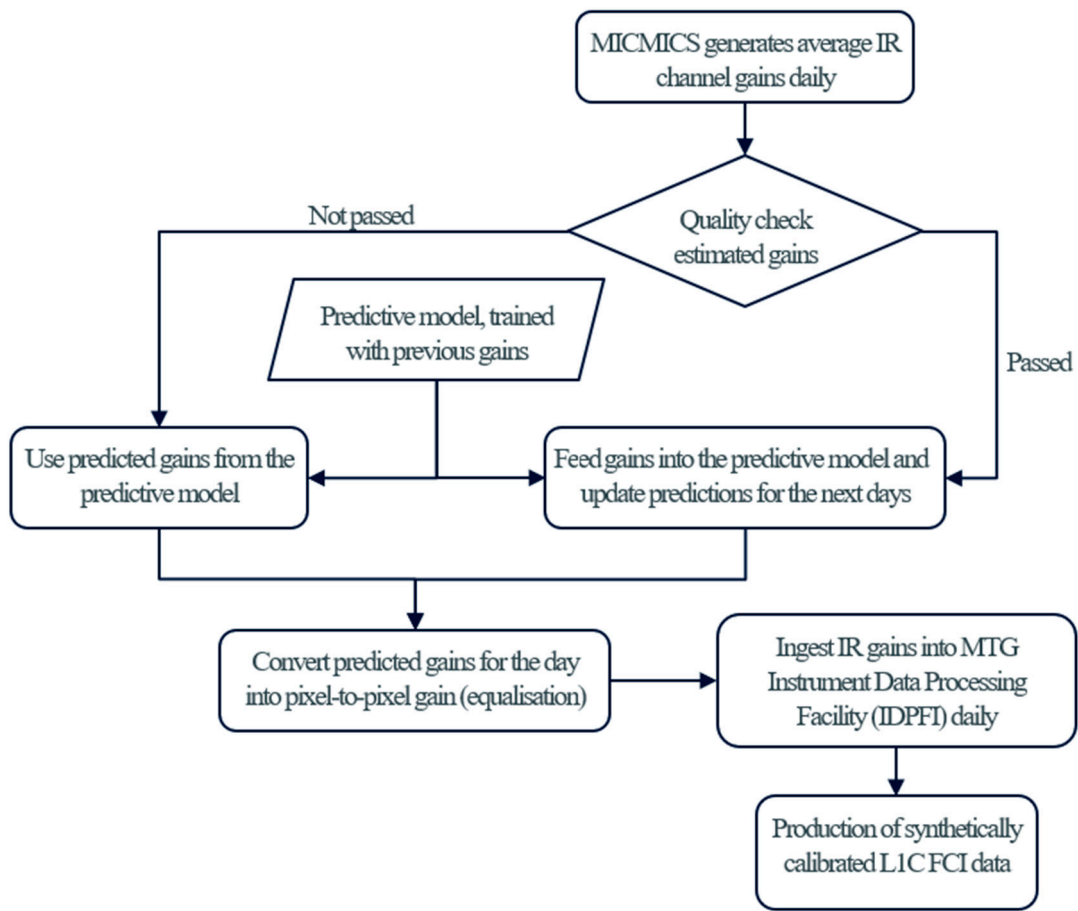 MICMICS generates average IR
channel gains daily
Not passed
Quality check
estimated gains
Predictive model, trained
with previous gains
Passed
Use predicted gains from the
predictive model
Feed gains into the predictive model and
update predictions for the next days
Convert predicted gains for the day
into pixel-to-pixel gain (equalisation)
Ingest IR gains into MTG
Instrument Data Processing
Facility (IDPFI) daily
Production of synthetically
calibrated L1C FCI data